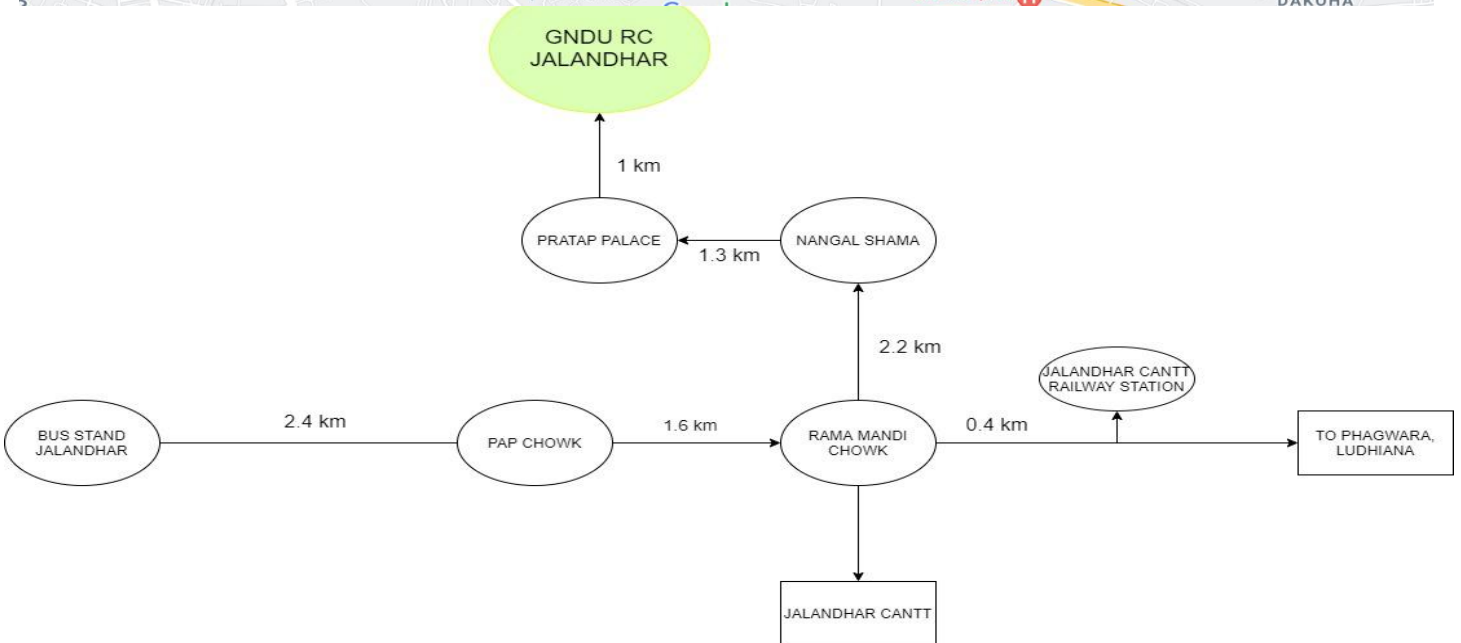 DAKOHA
GNDU RC
JALANDHAR
1 km
PRATAP PALACE
NANGAL SHAMA
1.3 km
2.2 km
JALANDHAR CANTT
RAILWAY STATION
BUS STAND
JALANDHAR
2.4 km
PAP CHOWK
1.6 km
RAMA MANDI
CHOWK
0.4 km
TO PHAGWARA,
LUDHIANA
JALANDHAR CANTT